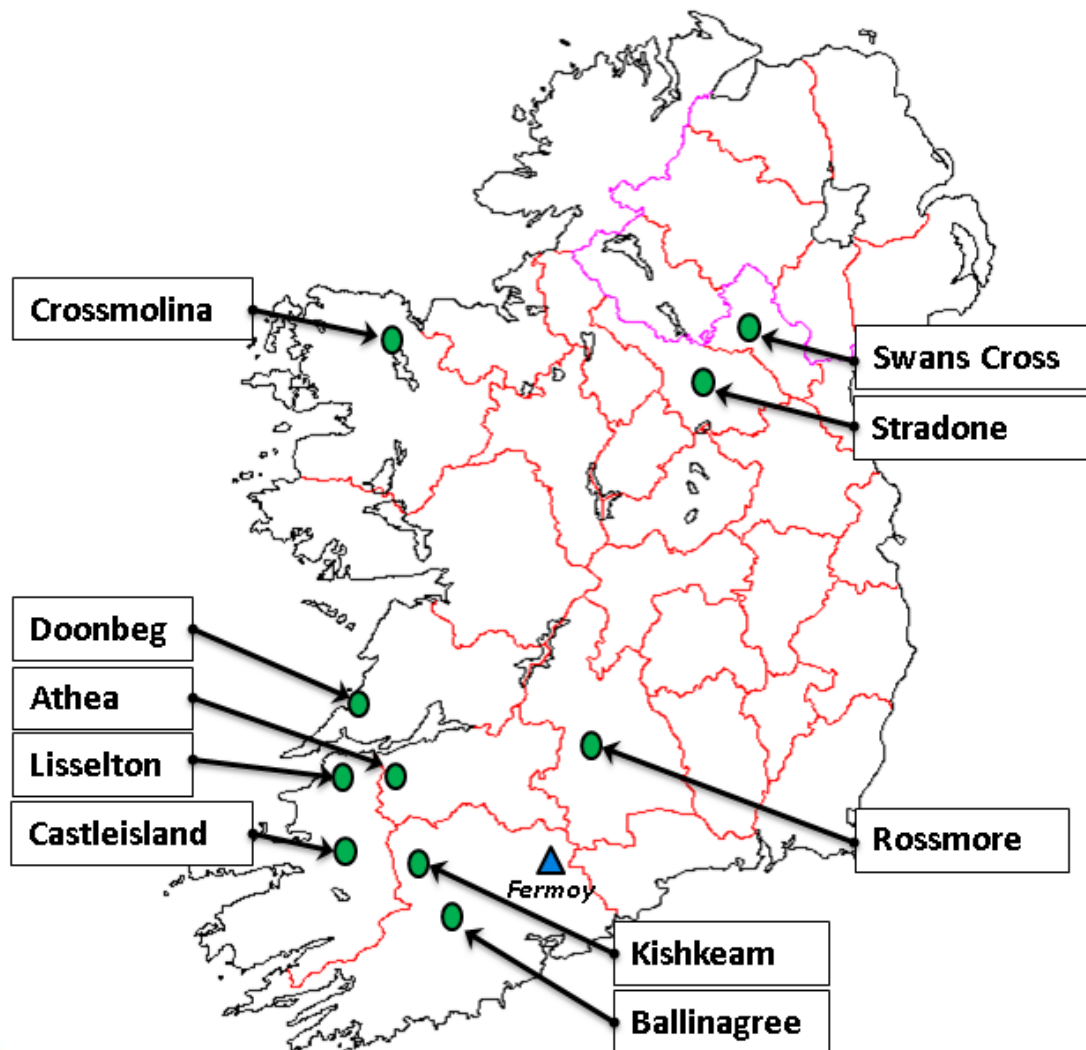 Crossmolina
Swans Cross
Stradone
Doonbeg
Athea
Lisselton
Castleisland
Rossmore
Fermoy
Kishkeam
Ballinagree